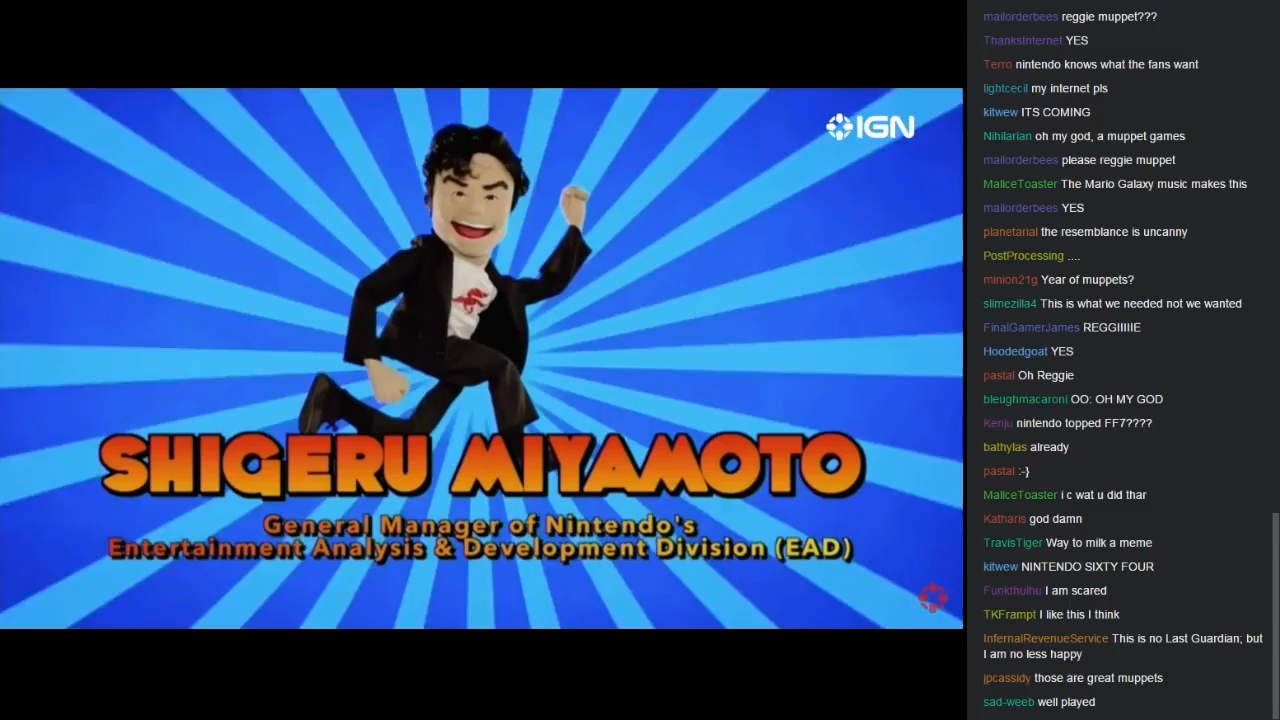 IGN
SHIGERU MIYAMOTO
General Manager of Nintendo's
Entertainment Analysis & Development Division (EAD)
mailorderbees reggie muppet???
ThanksInternet YES
Terro nintendo knows what the fans want
lightcecil my internet pls
kitwew ITS COMING
Nihilarian oh my god, a muppet games
mailorderbees please reggie muppet
MaliceToaster The Mario Galaxy music makes this
mailorderbees YES
planetarial the resemblance is uncanny
PostProcessing ....
minion21g Year of muppets?
slimezilla4 This is what we needed not we wanted
FinalGamerJames REGGIIIIIE
Hoodedgoat YES
pastal Oh Reggie
bleughmacaroni OO: OH MY GOD
Kenju nintendo topped FF7????
bathylas already
pastal :-}
MaliceToaster i c wat u did thar
Katharis god damn
TravisTiger Way to milk a meme
kitwew NINTENDO SIXTY FOUR
Funkthulhu I am scared
TKFrampt I like this I think
InfernalRevenueService This is no Last Guardian; but
I am no less happy
jpcassidy those are great muppets
sad-weeb well played